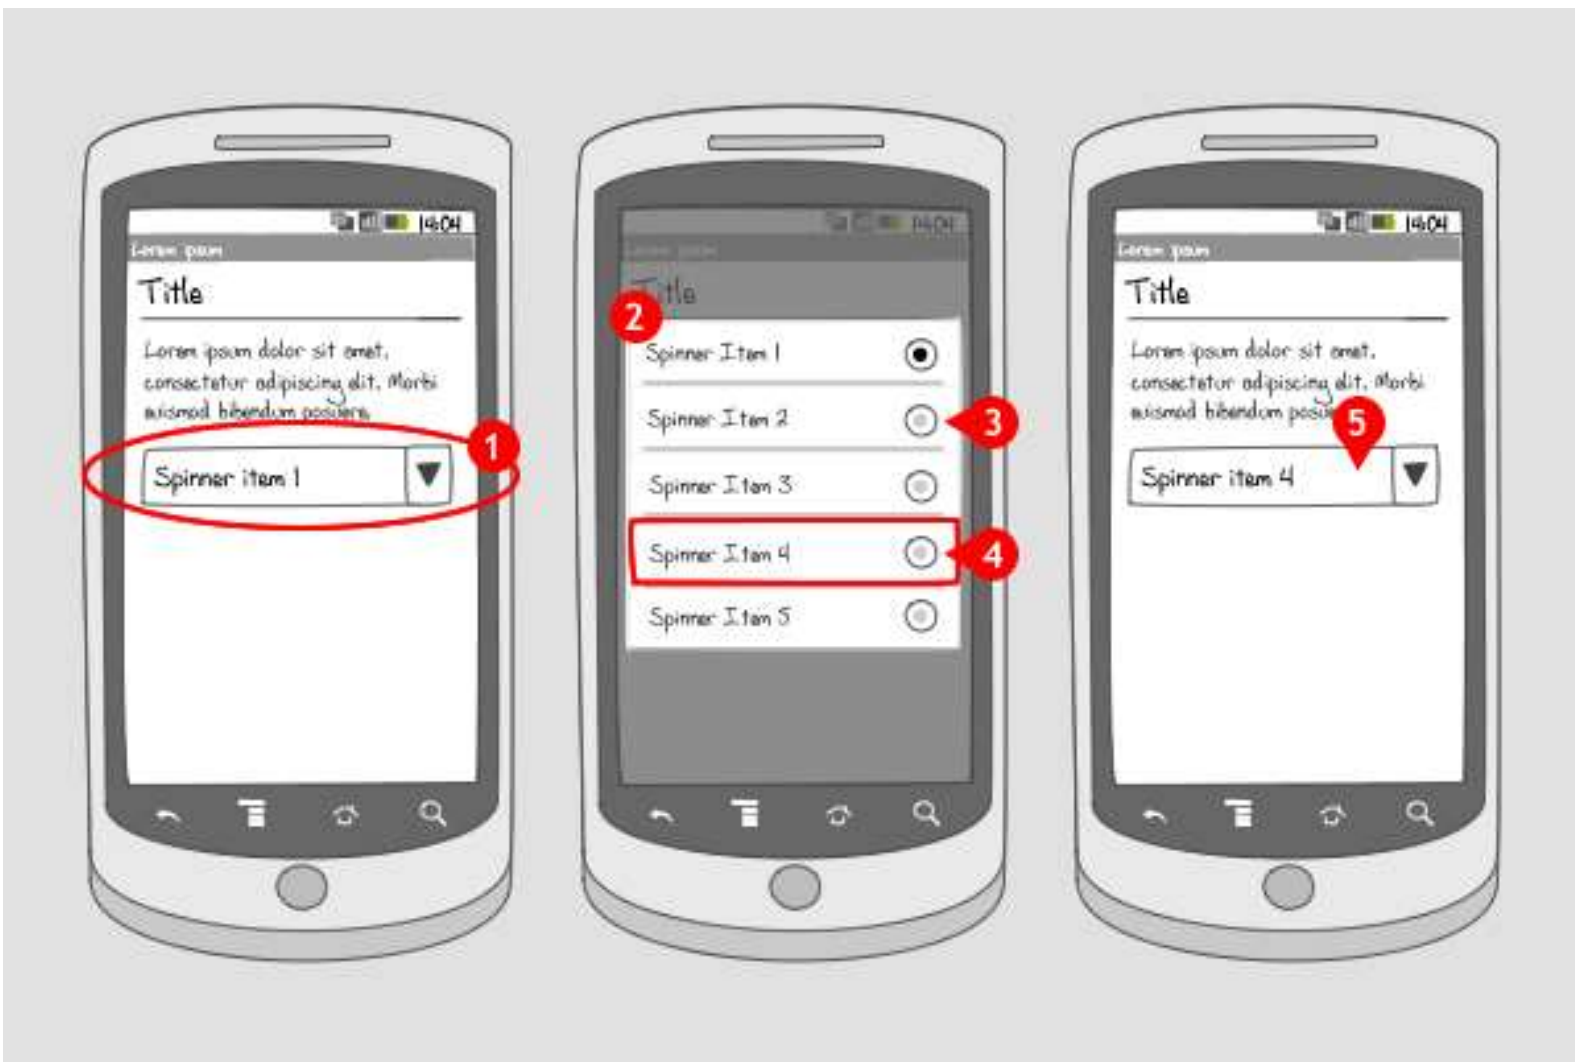 14:04
Lorem ipsum
Title
Lorem ipsum dolor sit amet,
consectetur adipiscing elit. Morbi
euismod bibendum posuere.
1
Spinner item 1
14:04
Title
2
Spinner Item 1
Spinner Item 2
3
Spinner Item 3
Spinner Item 4
4
Spinner Item 5
14:04
Lorem ipsum
Title
Lorem ipsum dolor sit amet,
consectetur adipiscing elit. Morbi
euismod bibendum
5
Spinner item 4